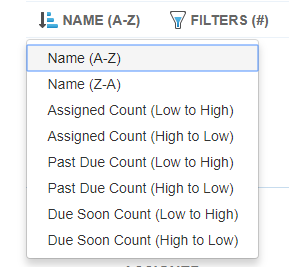 NAME (A-Z) FILTERS (#)
Name (A-Z)
Name (Z-A)
Assigned Count (Low to High)
Assigned Count (High to Low)
Past Due Count (Low to High)
Past Due Count (High to Low)
Due Soon Count (Low to High)
Due Soon Count (High to Low)